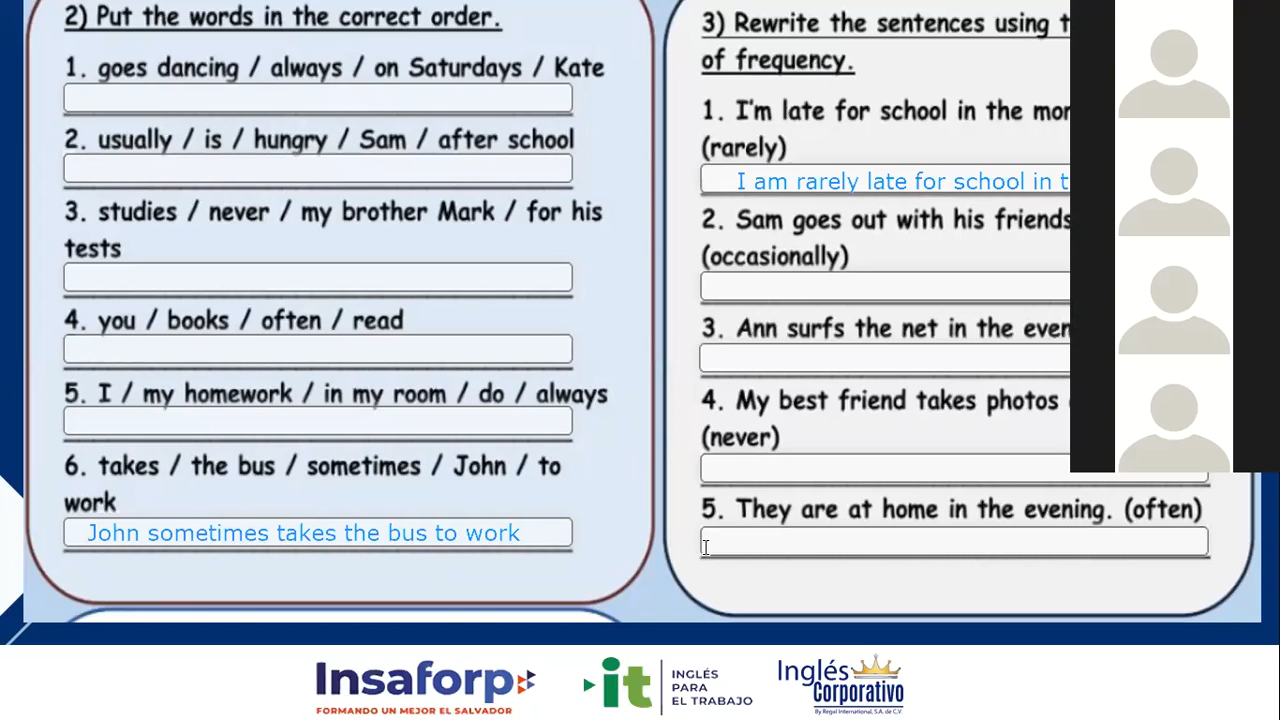 2) Put the words in the correct order.
1. goes dancing / always / on Saturdays / Kate
2. usually / is / hungry / Sam / after school
3. studies / never / my brother Mark / for his
tests
4. you / books / often / read
5. I / my homework / in my room / do / always
6. takes / the bus / sometimes / John / to
work
John sometimes takes the bus to work
3) Rewrite the sentences using
of frequency.
1. I'm late for school in the
(rarely)
I am rarely late for school in
2. Sam goes out with his friends
(occasionally)
3. Ann surfs the net in the
4. My best friend takes photos
(never)
5. They are at home in the evening. (often)
Insaforp
FORMANDO UN MEJOR EL SALVADOR
it
INGLÉS
PARA
EL TRABAJO
Inglés
Corporativo
By Regal International, S.A. de C.V.